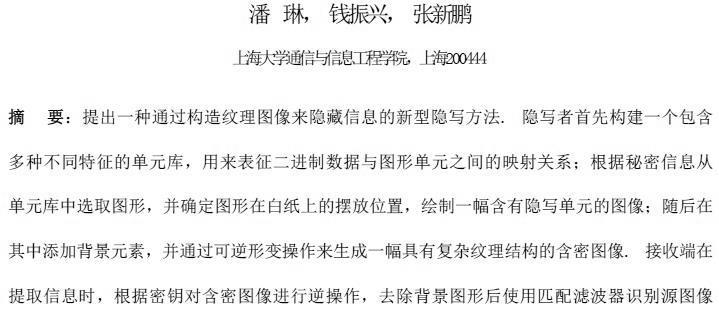 潘 琳， 钱振兴， 张新鹏
上海大学通信与信息工程学院，上海200444
摘 要：提出一种通过构造纹理图像来隐藏信息的新型隐写方法. 隐写者首先构建一个包含
多种不同特征的单元库，用来表征二进制数据与图形单元之间的映射关系；根据秘密信息从
单元库中选取图形，并确定图形在白纸上的摆放位置，绘制一幅含有隐写单元的图像；随后在
其中添加背景元素，并通过可逆形变操作来生成一幅具有复杂纹理结构的含密图像. 接收端在
提取信息时，根据密钥对含密图像进行逆操作，去除背景图形后使用匹配滤波器识别源图像